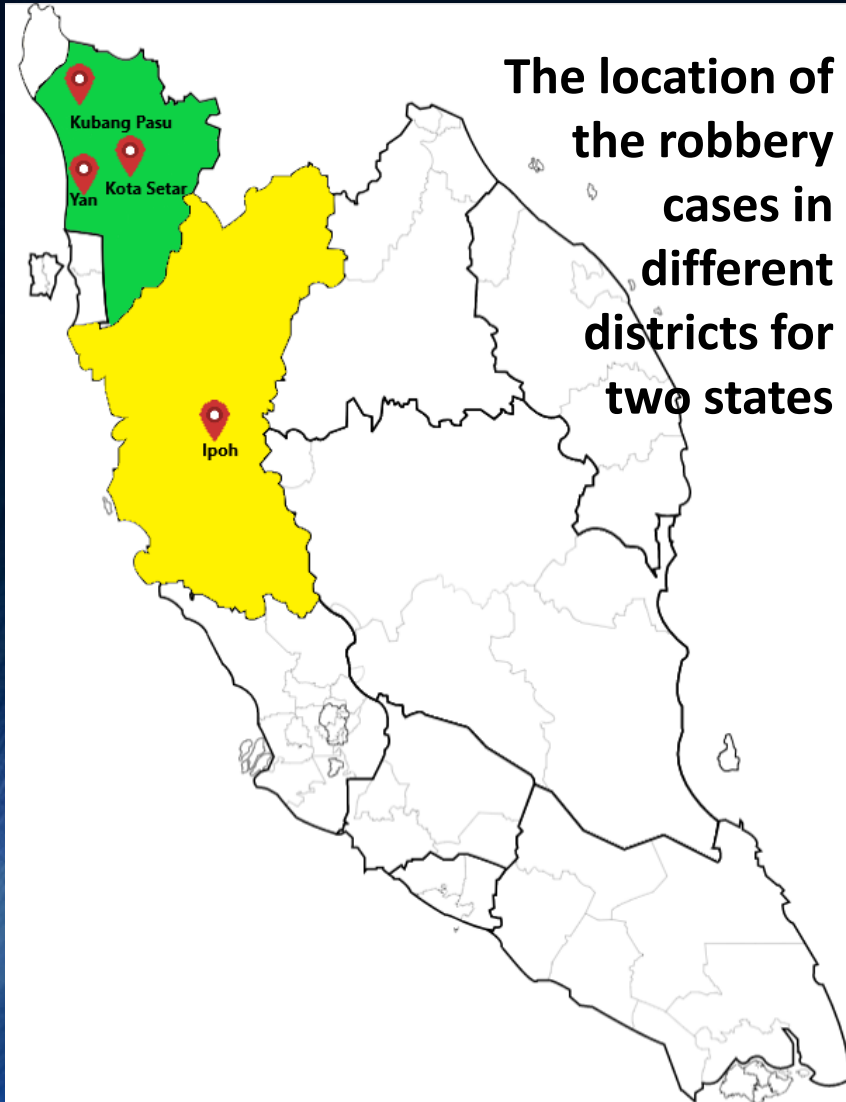 The location of
the robbery
cases in
different
districts for
two states
Kubang Pasu
Kota Setar
Yan
Ipoh